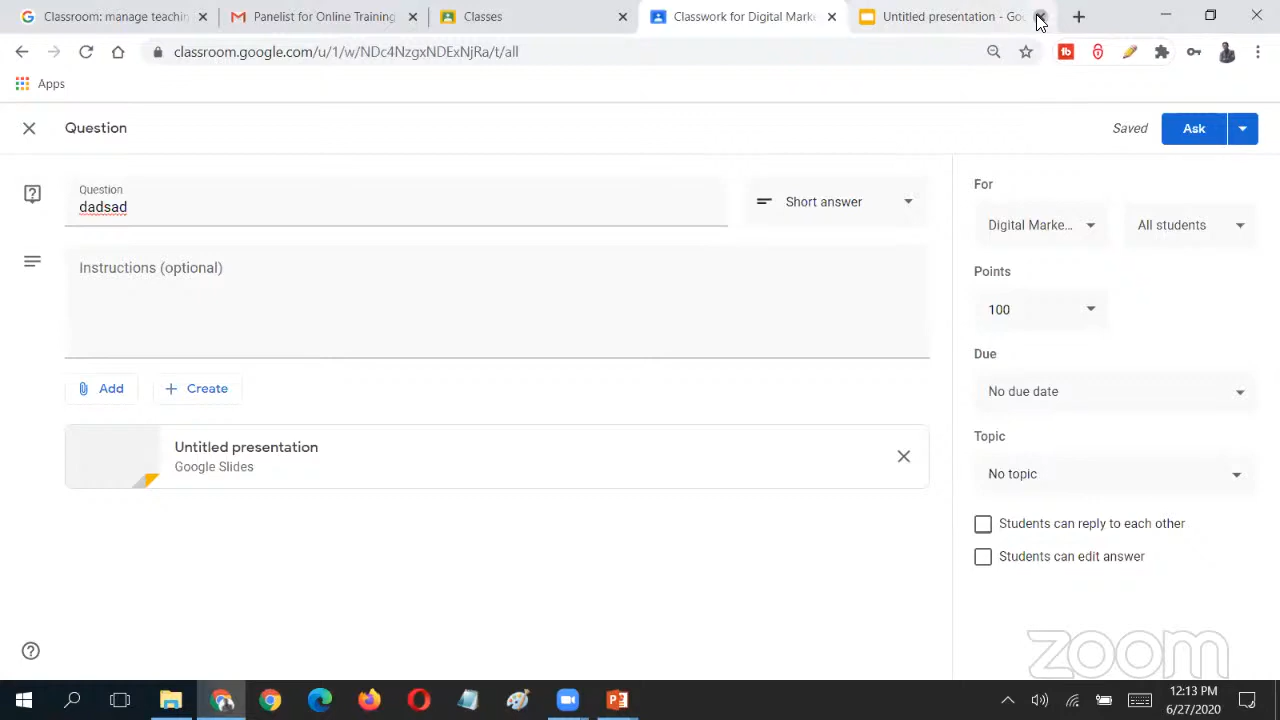 Classroom: manage teachin
Panelist for Online Training
Classes
Classwork for Digital Marke
Untitled presentation - Goo
classroom.google.com/u/1/w/NDc4NzgxNDExNjRa/t/all
Apps
Question
Saved
Ask
Question
dadsad
Short answer
Instructions (optional)
Add
Create
Untitled presentation
Google Slides
For
Digital Marke...
All students
Points
100
Due
No due date
Topic
No topic
Students can reply to each other
Students can edit answer
zoom
12:13 PM
6/27/2020